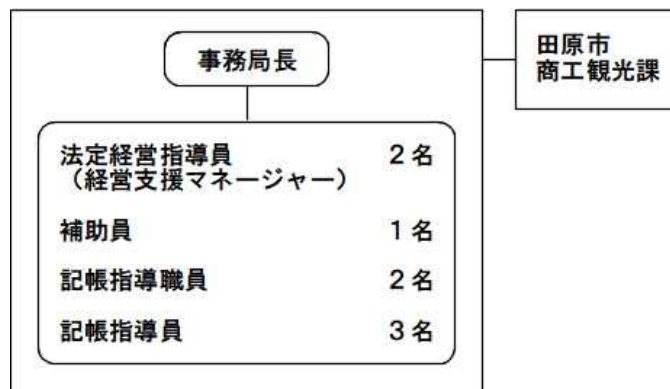 事務局長
田原市
商工観光課
法定経営指導員 2名
（経営支援マネージャー）
補助員 1名
記帳指導職員 2名
記帳指導員 3名